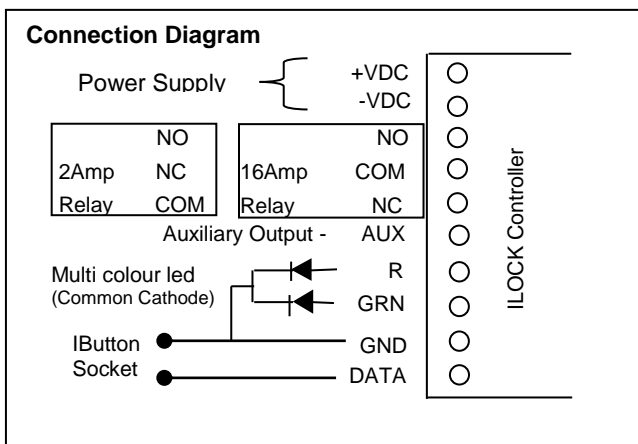 Connection Diagram
Power Supply
+VDC
-VDC
NO
2Amp NC
Relay COM
NO
16Amp COM
Relay NC
Auxiliary Output - AUX
Multi colour led
(Common Cathode)
R
GRN
IButton
Socket
GND
DATA
ILOCK Controller